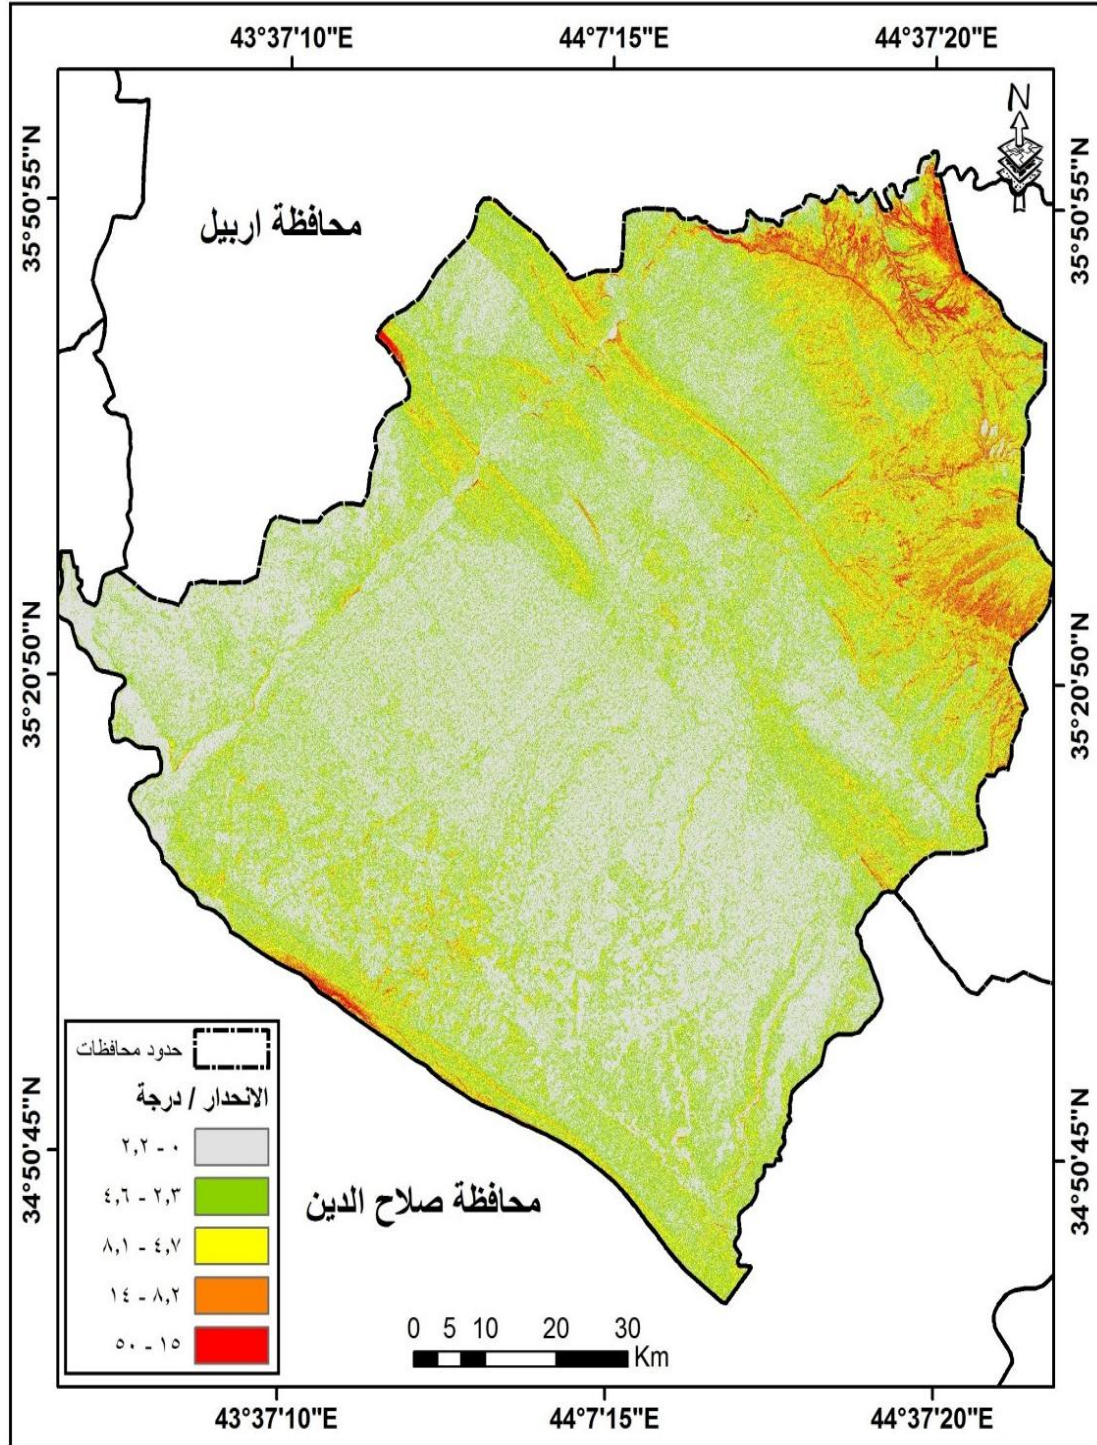 43°37'10"E 44°7'15"E 44°37'20"E
N
35°50'55"N
35°50'55"N
محافظة اربيل
35°20'50"N
35°20'50"N
حدود محافظات
الانحدار / درجة
٠ - ٢,٢
٢,٣ - ٤,٦
٤,٧ - ٨,١
٨,٢ - ١٤
١٥ - ٥٠
34°50'45"N
34°50'45"N
محافظة صلاح الدين
0 5 10 20 30
Km
43°37'10"E 44°7'15"E 44°37'20"E